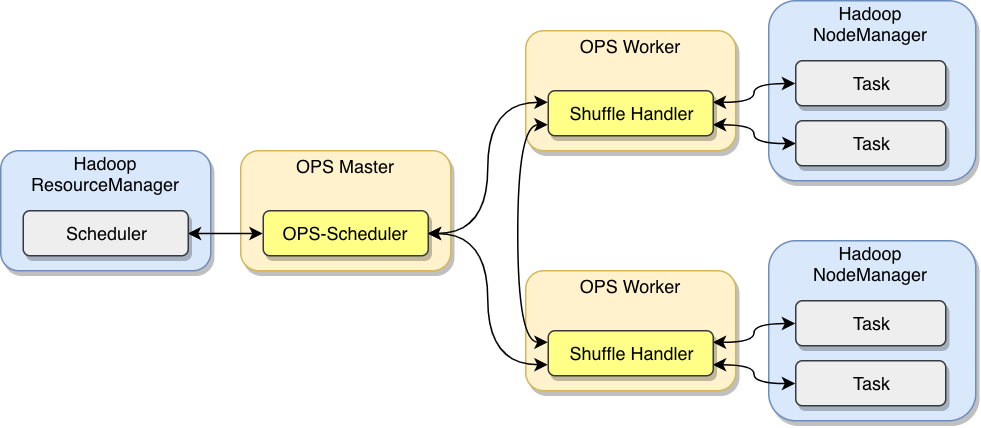 Hadoop
ResourceManager
Scheduler
OPS Master
OPS-Scheduler
OPS Worker
Shuffle Handler
Hadoop
NodeManager
Task
Task
OPS Worker
Shuffle Handler
Hadoop
NodeManager
Task
Task